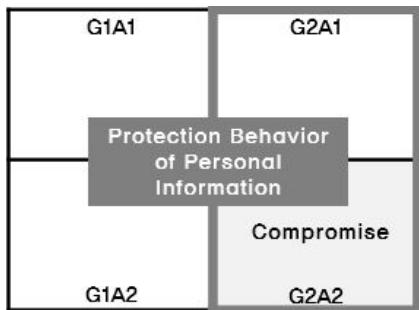 G1A1
G2A1
Protection Behavior
of Personal
Information
Compromise
G1A2
G2A2